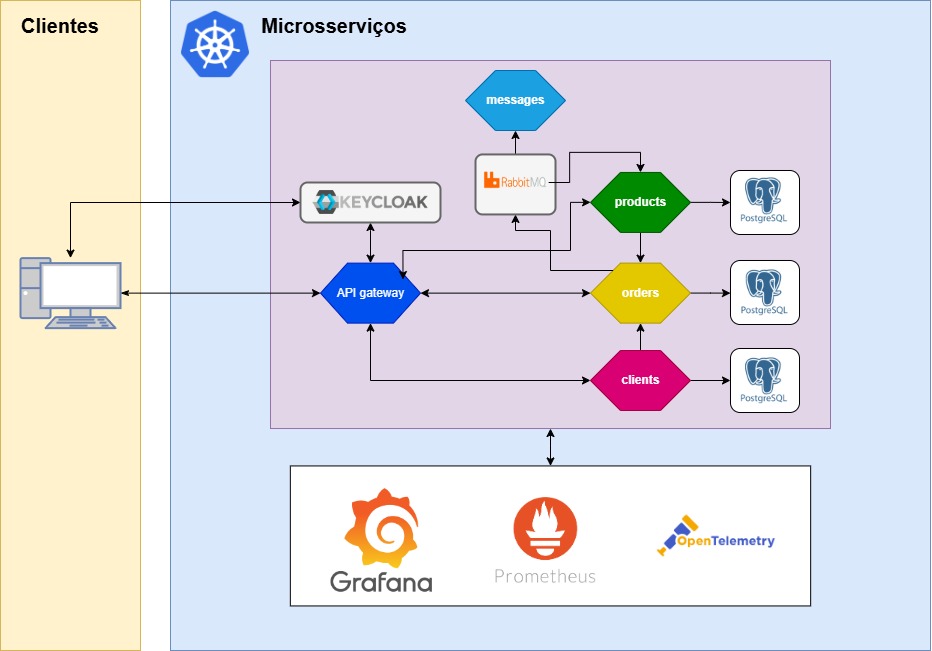 Clientes
Microsserviços
messages
RabbitMQ
KEYCLOAK
products
PostgreSQL
API gateway
orders
PostgreSQL
clients
PostgreSQL
Grafana
Prometheus
OpenTelemetry